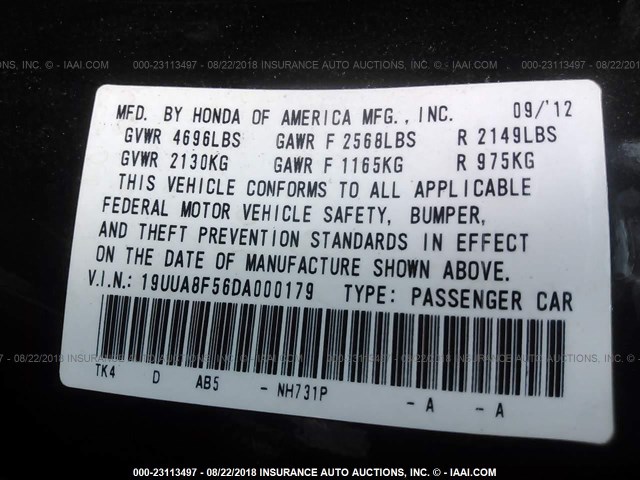 000-23113497 - 08/22/2018 INSURANCE AUTO AUCTIONS, INC. - IAAI.COM
MFD. BY HONDA OF AMERICA MFG., INC. 09/'12
GVWR 4696LBS GAWR F 2568LBS R 2149LBS
GVWR 2130KG GAWR F 1165KG R 975KG
THIS VEHICLE CONFORMS TO ALL APPLICABLE
FEDERAL MOTOR VEHICLE SAFETY, BUMPER,
AND THEFT PREVENTION STANDARDS IN EFFECT
ON THE DATE OF MANUFACTURE SHOWN ABOVE.
V.I.N.: 19UUA8F56DA000179 TYPE: PASSENGER CAR
TK4 D AB5 - NH731P - A - A
000-23113497 - 08/22/2018 INSURANCE AUTO AUCTIONS, INC. - IAAI.COM
000-23113497 - 08/22/2018 INSURANCE AUTO AUCTIONS, INC. - IAAI.COM